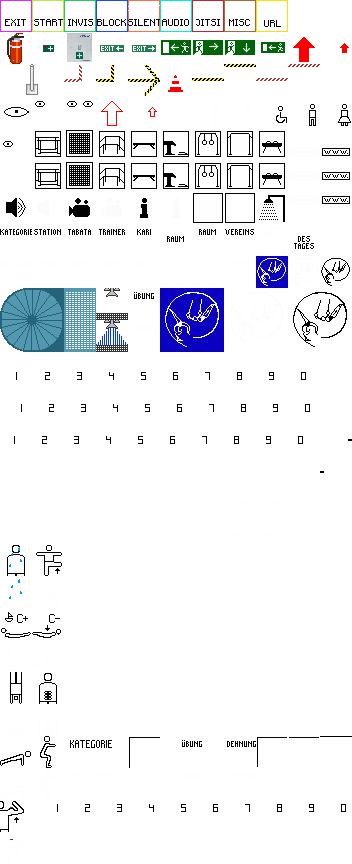 EXIT START INVIS BLOCK SILENT AUDIO JITSI MISC URL
EXIT EXIT
KATEGORIE STATION TABATA TRAINER KARI RAUM RAUM VEREINS DES TAGES
ÜBUNG
1 2 3 4 5 6 7 8 9 0
1 2 3 4 5 6 7 8 9 0
1 2 3 4 5 6 7 8 9 0 -
-
C+ C-
KATEGORIE ÜBUNG DEHNUNG
1 2 3 4 5 6 7 8 9 0
-